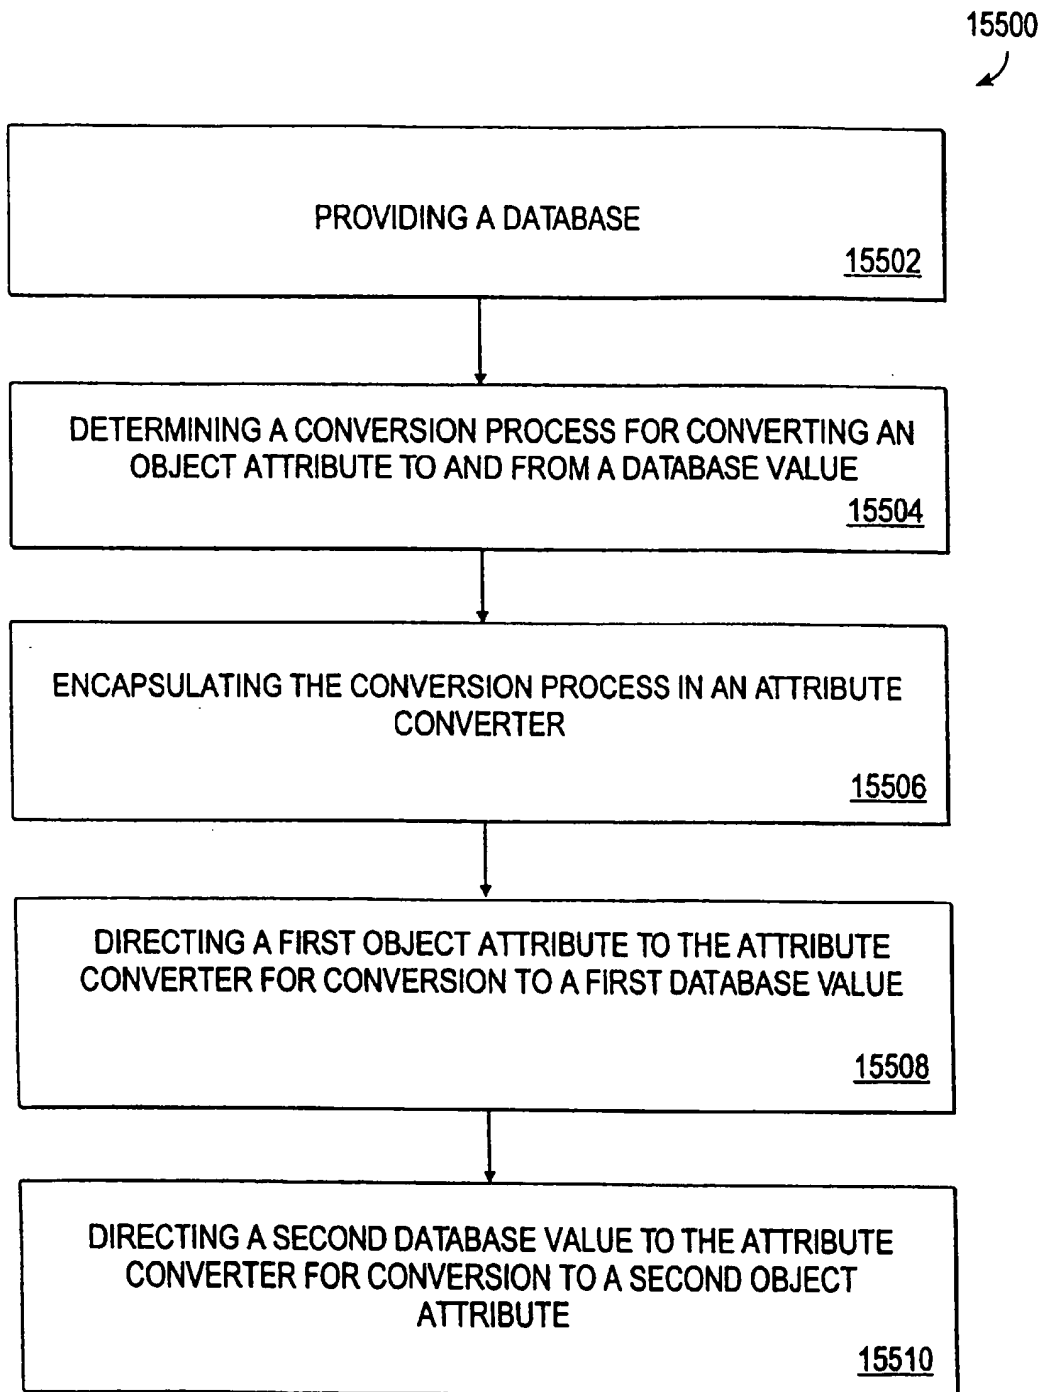 15500
PROVIDING A DATABASE
15502
DETERMINING A CONVERSION PROCESS FOR CONVERTING AN
OBJECT ATTRIBUTE TO AND FROM A DATABASE VALUE
15504
ENCAPSULATING THE CONVERSION PROCESS IN AN ATTRIBUTE
CONVERTER
15506
DIRECTING A FIRST OBJECT ATTRIBUTE TO THE ATTRIBUTE
CONVERTER FOR CONVERSION TO A FIRST DATABASE VALUE
15508
DIRECTING A SECOND DATABASE VALUE TO THE ATTRIBUTE
CONVERTER FOR CONVERSION TO A SECOND OBJECT
ATTRIBUTE
15510